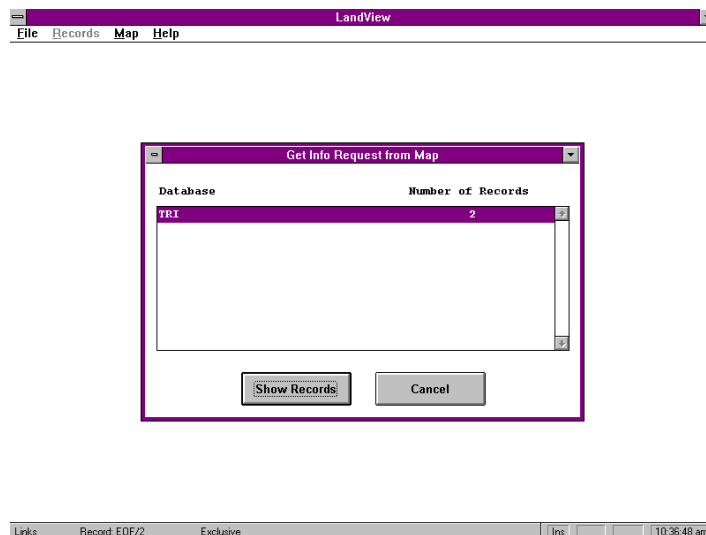 LandView
File Records Map Help
Get Info Request from Map
Database Number of Records
TRI 2
Show Records Cancel
Links Record: EOF/2 Exclusive Ins 10:36:48 am